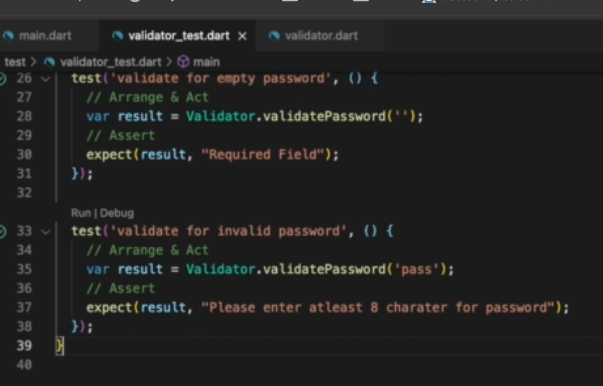 main.dart validator_test.dart validator.dart
test > validator_test.dart > main
26 test('validate for empty password', () {
27 // Arrange & Act
28 var result = Validator.validatePassword('');
29 // Assert
30 expect(result, "Required Field");
31 });
32
Run | Debug
33 test('validate for invalid password', () {
34 // Arrange & Act
35 var result = Validator.validatePassword('pass');
36 // Assert
37 expect(result, "Please enter atleast 8 charater for password");
38 });
39 }
40